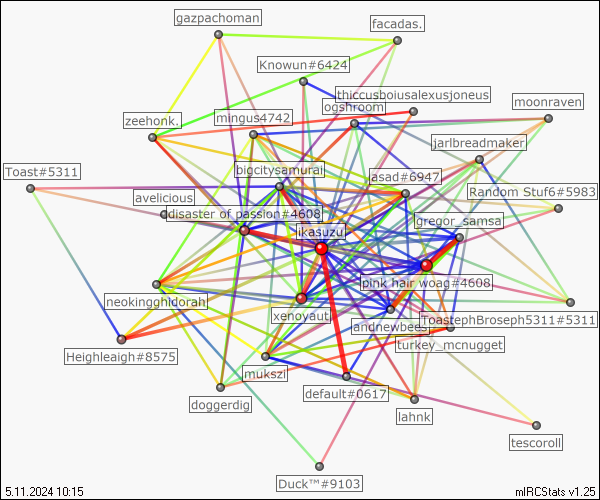 gazpachoman
facadas.
Knowun#6424
thiccusboiusalexusjoneus
ogshroom
moonraven
zeehonk.
mingus4742
jarlbreadmaker
Toast#5311
bigcitysamurai
asad#6947
Random Stuf6#5983
avelicious
disaster of passion#4608
gregor_samsa
ikasuzu
pink hair woag#4608
neokingghidorah
xenoyaut.
ToastephBroseph5311#5311
andnewbees
turkey_mcnugget
Heighleaigh#8575
mukszi
default#0617
doggerdig
lahnk
tescoroll
Duck™#9103
5.11.2024 10:15
mIRCStats v1.25